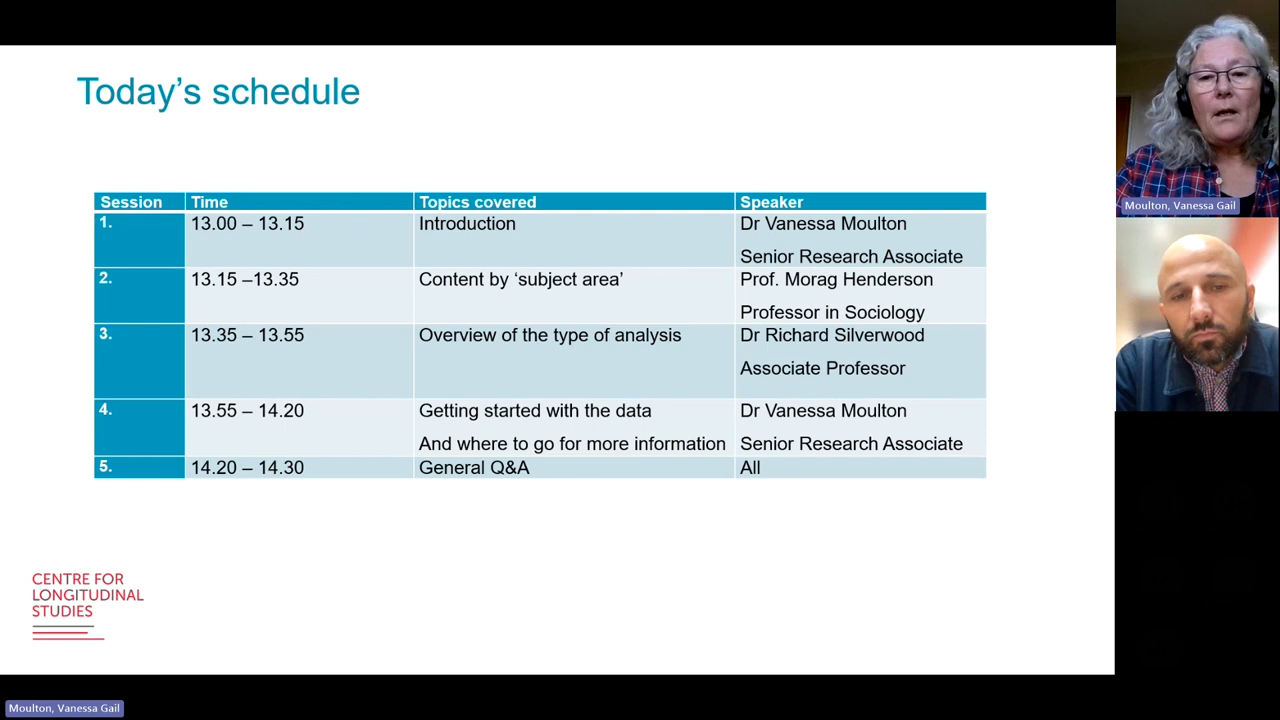 Today’s schedule
Session Time Topics covered Speaker
1. 13.00 – 13.15 Introduction Dr Vanessa Moulton
Senior Research Associate
2. 13.15 –13.35 Content by ‘subject area’ Prof. Morag Henderson
Professor in Sociology
3. 13.35 – 13.55 Overview of the type of analysis Dr Richard Silverwood
Associate Professor
4. 13.55 – 14.20 Getting started with the data Dr Vanessa Moulton
And where to go for more information Senior Research Associate
5. 14.20 – 14.30 General Q&A All
CENTRE FOR
LONGITUDINAL
STUDIES
Moulton, Vanessa Gail
Moulton, Vanessa Gail